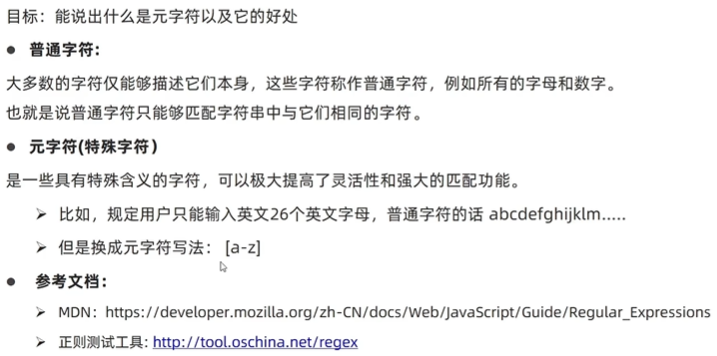 目标：能说出什么是元字符以及它的好处
● 普通字符:
大多数的字符仅能够描述它们本身，这些字符称作普通字符，例如所有的字母和数字。
也就是说普通字符只能够匹配字符串中与它们相同的字符。
● 元字符(特殊字符）
是一些具有特殊含义的字符，可以极大提高了灵活性和强大的匹配功能。
➢ 比如，规定用户只能输入英文26个英文字母，普通字符的话 abcdefghijklm.....
➢ 但是换成元字符写法： [a-z]
● 参考文档：
➢ MDN：https://developer.mozilla.org/zh-CN/docs/Web/JavaScript/Guide/Regular_Expressions
➢ 正则测试工具: http://tool.oschina.net/regex